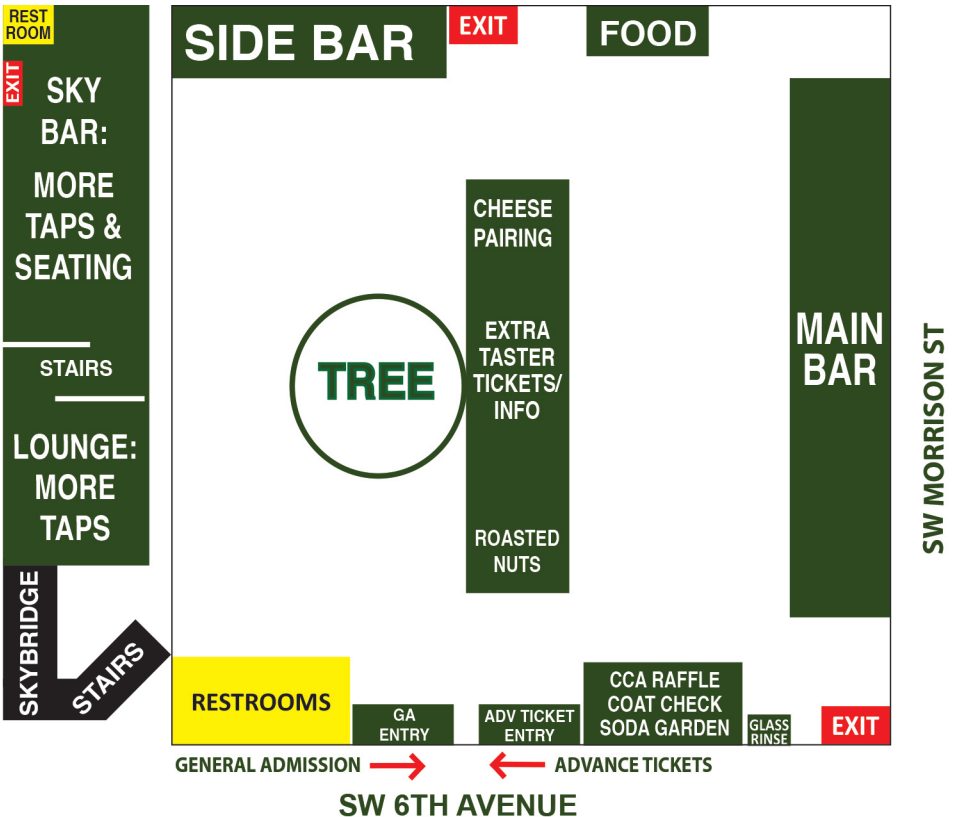 REST
ROOM
EXIT
SKY
BAR:
MORE
TAPS &
SEATING
STAIRS
LOUNGE:
MORE
TAPS
SKYBRIDGE
STAIRS
SIDE BAR
EXIT
FOOD
CHEESE
PAIRING
EXTRA
TASTER
TICKETS/
INFO
ROASTED
NUTS
TREE
MAIN
BAR
SW MORRISON ST
RESTROOMS
GA
ENTRY
ADV TICKET
ENTRY
CCA RAFFLE
COAT CHECK
SODA GARDEN
GLASS
RINSE
EXIT
GENERAL ADMISSION
ADVANCE TICKETS
SW 6TH AVENUE